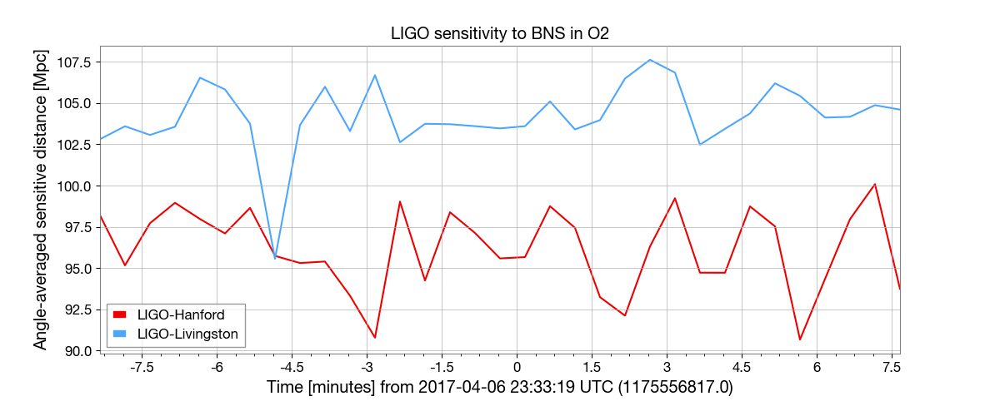 LIGO sensitivity to BNS in O2
Angle-averaged sensitive distance [Mpc]
107.5
105.0
102.5
100.0
97.5
95.0
92.5
90.0
LIGO-Hanford
LIGO-Livingston
-7.5 -6 -4.5 -3 -1.5 0 1.5 3 4.5 6 7.5
Time [minutes] from 2017-04-06 23:33:19 UTC (1175556817.0)